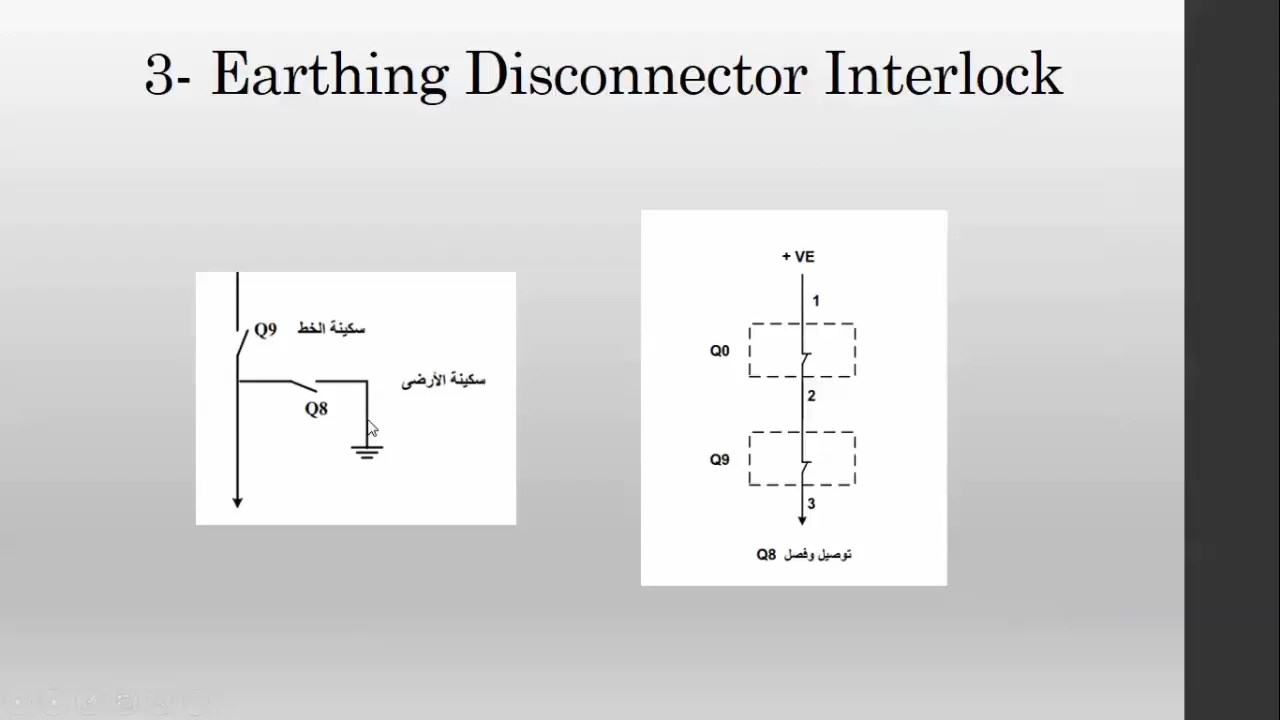 3- Earthing Disconnector Interlock
Q9 سكينة الخط
سكينة الأرضى
Q8
+ VE
1
Q0
2
Q9
3
Q8 توصيل وفصل